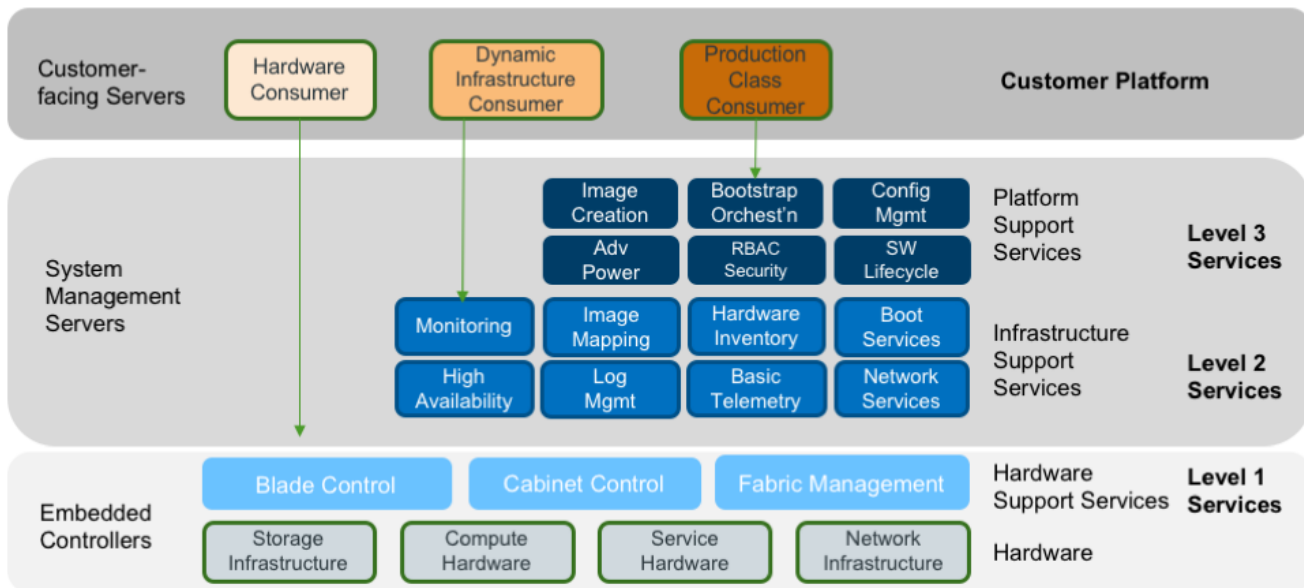 Customer-
facing Servers
Hardware
Consumer
Dynamic
Infrastructure
Consumer
Production
Class
Consumer
Customer Platform
System
Management
Servers
Image
Creation
Bootstrap
Orchest'n
Config
Mgmt
Platform
Support
Services
Level 3
Services
Adv
Power
RBAC
Security
SW
Lifecycle
Monitoring
Image
Mapping
Hardware
Inventory
Boot
Services
Infrastructure
Support
Services
Level 2
Services
High
Availability
Log
Mgmt
Basic
Telemetry
Network
Services
Embedded
Controllers
Blade Control
Cabinet Control
Fabric Management
Hardware
Support Services
Level 1
Services
Storage
Infrastructure
Compute
Hardware
Service
Hardware
Network
Infrastructure
Hardware